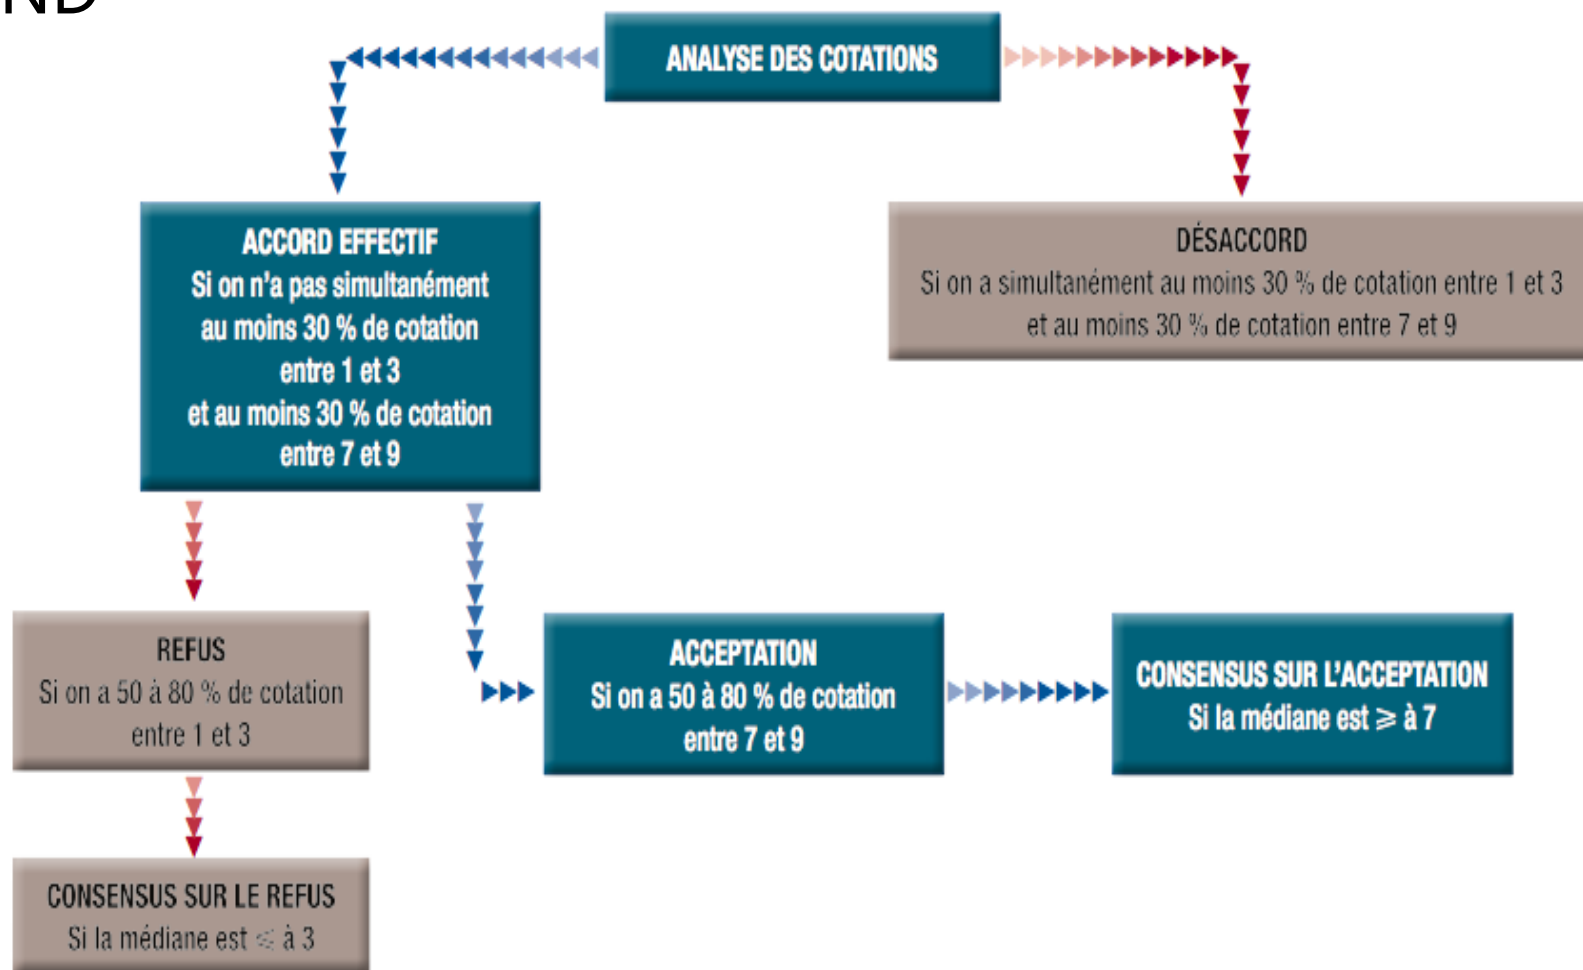 ND
ANALYSE DES COTATIONS
ACCORD EFFECTIF
Si on n'a pas simultanément
au moins 30 % de cotation
entre 1 et 3
et au moins 30 % de cotation
entre 7 et 9
DÉSACCORD
Si on a simultanément au moins 30 % de cotation entre 1 et 3
et au moins 30 % de cotation entre 7 et 9
REFUS
Si on a 50 à 80 % de cotation
entre 1 et 3
ACCEPTATION
Si on a 50 à 80 % de cotation
entre 7 et 9
CONSENSUS SUR L'ACCEPTATION
Si la médiane est ⩾ à 7
CONSENSUS SUR LE REFUS
Si la médiane est ⩽ à 3